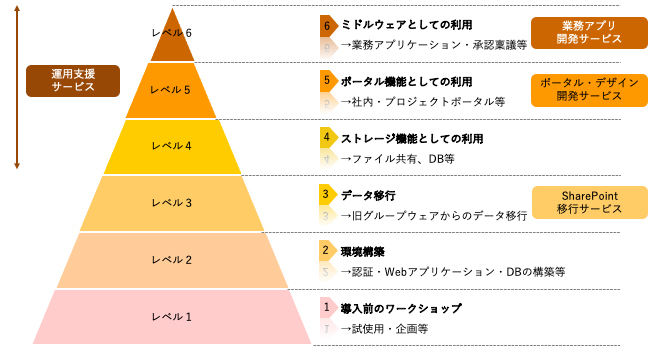 レベル６
6
ミドルウェアとしての利用
→業務アプリケーション・承認稟議等
業務アプリ
開発サービス
運用支援
サービス
レベル５
5
ポータル機能としての利用
→社内・プロジェクトポータル等
ポータル・デザイン
開発サービス
レベル４
4
ストレージ機能としての利用
→ファイル共有、DB等
レベル３
3
データ移行
→旧グループウェアからのデータ移行
SharePoint
移行サービス
レベル２
2
環境構築
→認証・Webアプリケーション・DBの構築等
レベル１
1
導入前のワークショップ
→試使用・企画等